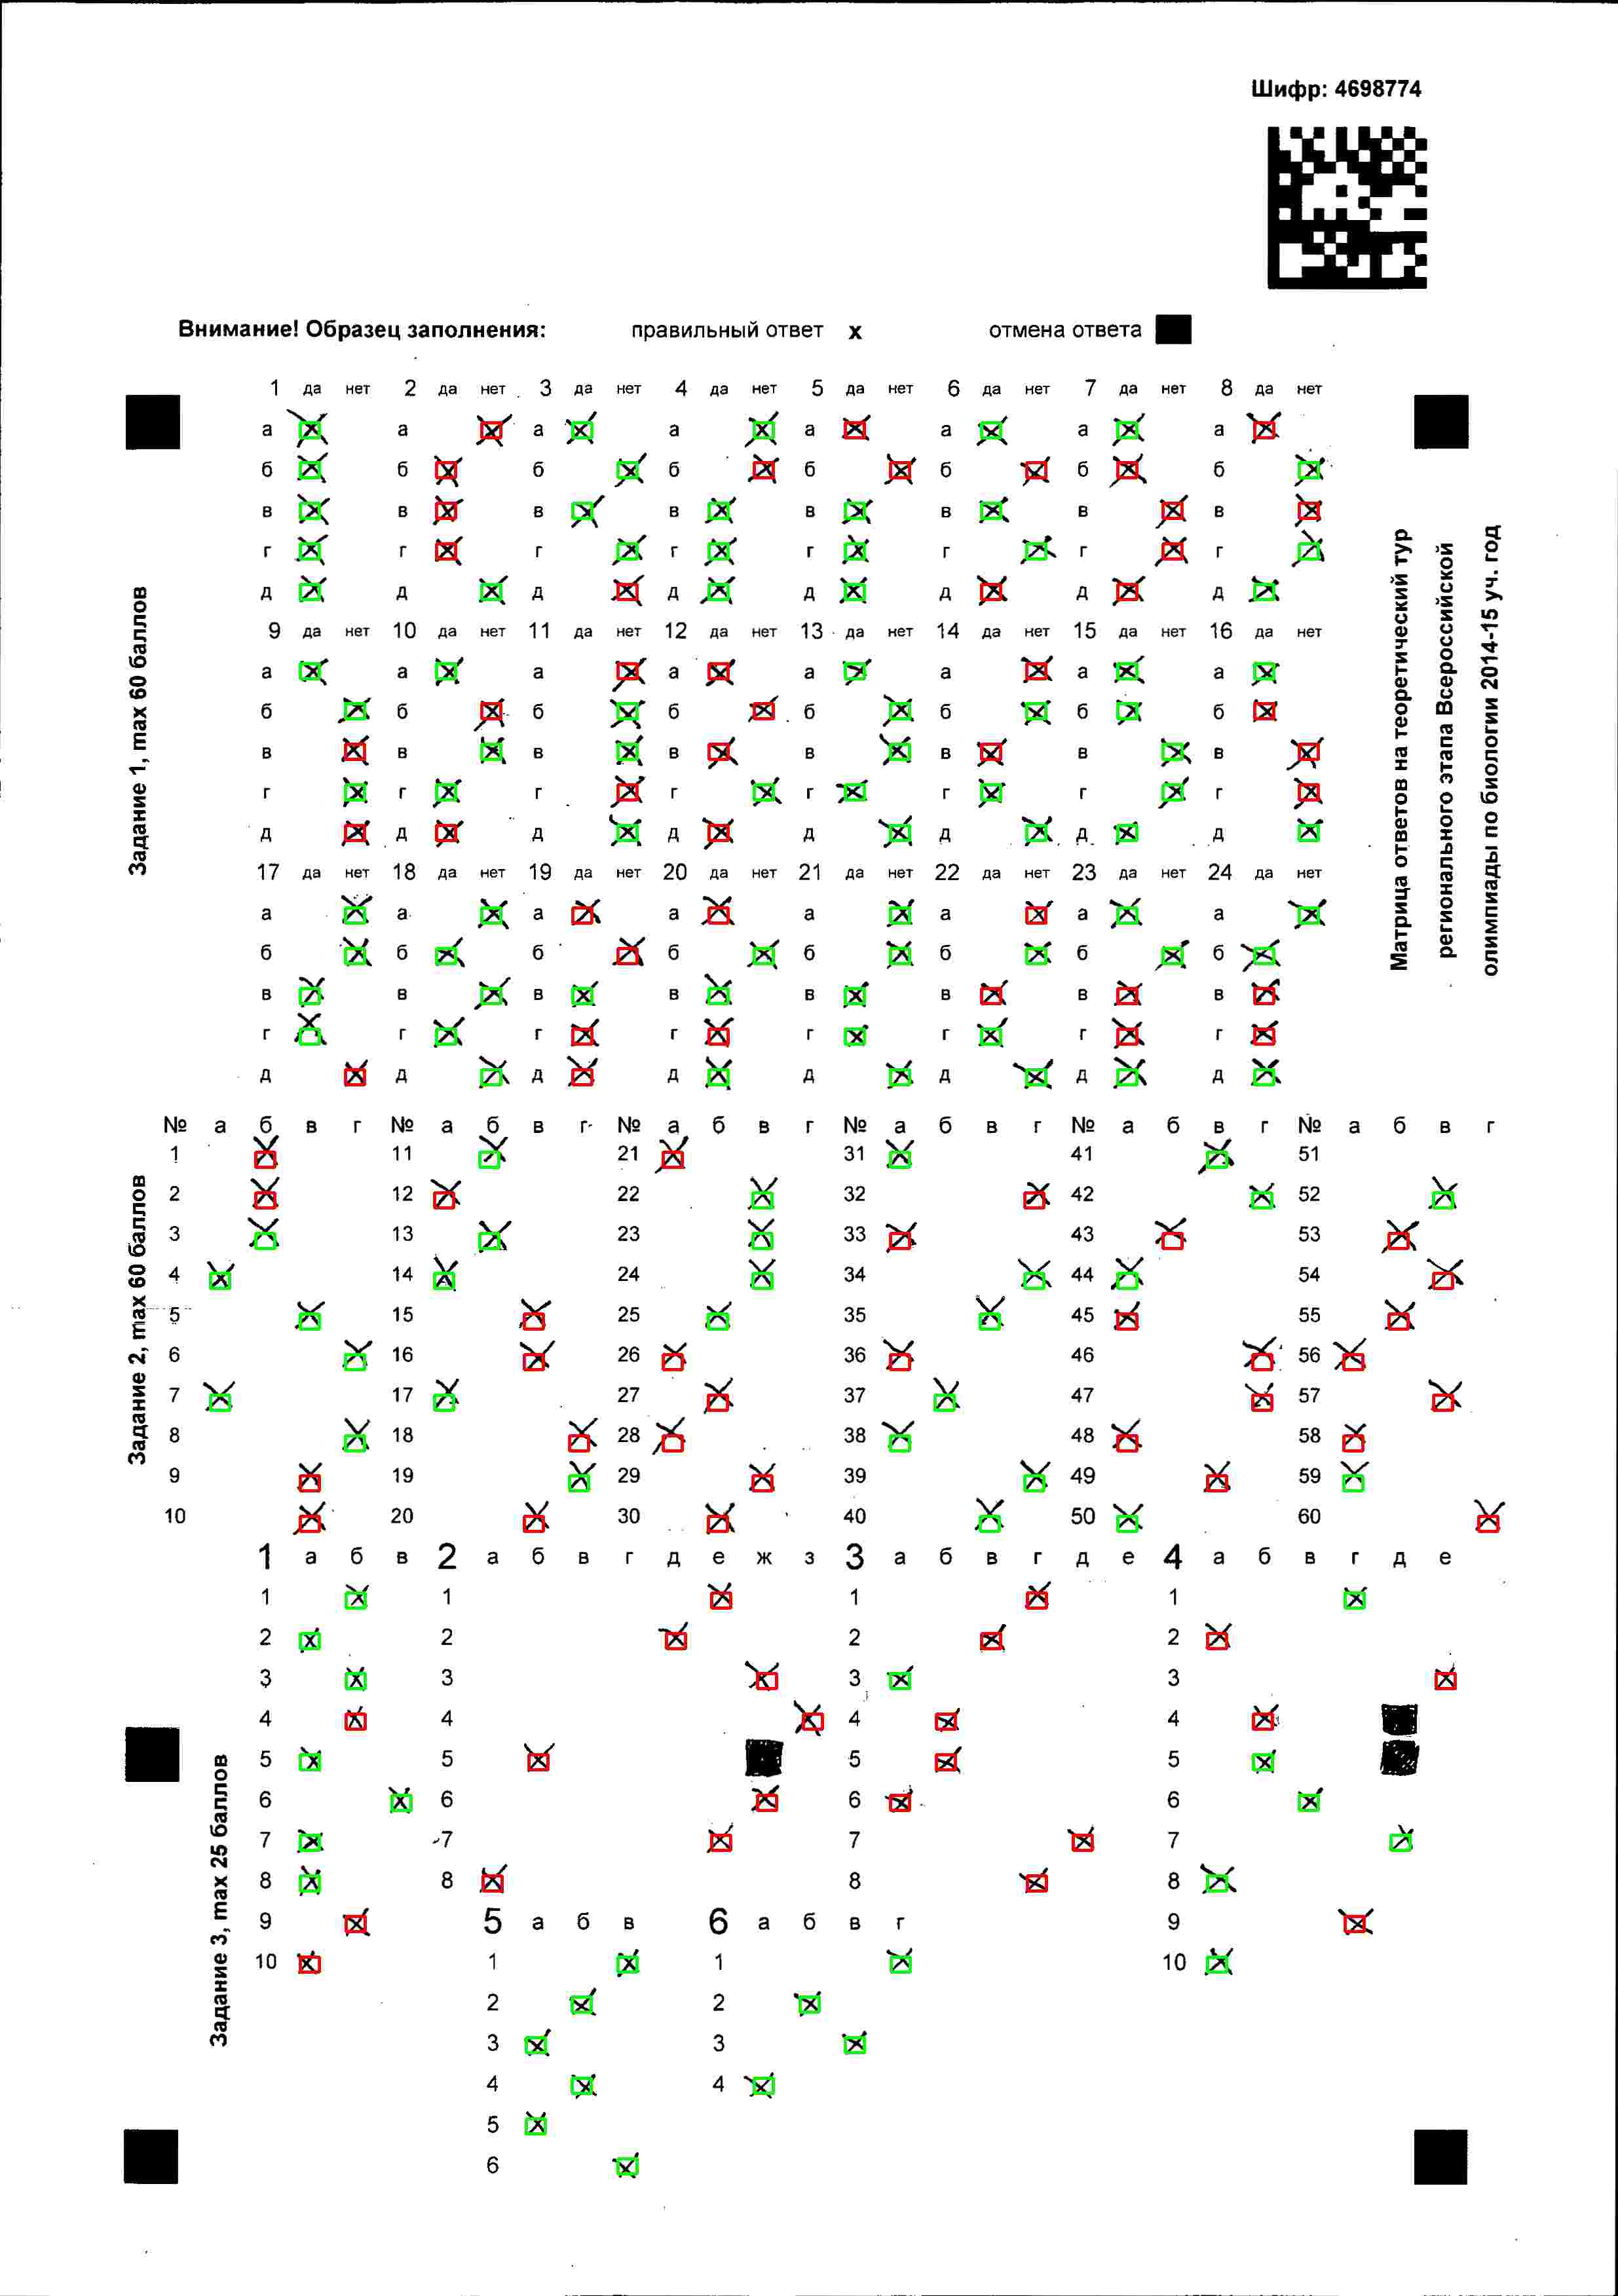 Шифр: 4698774
Внимание! Образец заполнения: правильный ответ x отмена ответа
1 да нет 2 да нет 3 да нет 4 да нет 5 да нет 6 да нет 7 да нет 8 да нет
а а а а а а а а
б б б б б б б б
в в в в в в в в
г г г г г г г г
д д д д д д д д
9 да нет 10 да нет 11 да нет 12 да нет 13 да нет 14 да нет 15 да нет 16 да нет
а а а а а а а а
б б б б б б б б
в в в в в в в в
г г г г г г г г
д д д д д д д д
17 да нет 18 да нет 19 да нет 20 да нет 21 да нет 22 да нет 23 да нет 24 да нет
а а а а а а а а
б б б б б б б б
в в в в в в в в
г г г г г г г г
д д д д д д д д
Задание 1, max 60 баллов
Матрица ответов на теоретический тур
регионального этапа Всероссийской
олимпиады по биологии 2014-15 уч. год
№ а б в г № а б в г № а б в г № а б в г № а б в г № а б в г
1 11 21 31 41 51
2 12 22 32 42 52
3 13 23 33 43 53
4 14 24 34 44 54
5 15 25 35 45 55
6 16 26 36 46 56
7 17 27 37 47 57
8 18 28 38 48 58
9 19 29 39 49 59
10 20 30 40 50 60
Задание 2, max 60 баллов
1 а б в 2 а б в г д е ж з 3 а б в г д е 4 а б в г д е
1 1 1 1
2 2 2 2
3 3 3 3
4 4 4 4
5 5 5 5
6 6 6 6
7 7 7 7
8 8 8 8
9 5 а б в 6 а б в г 9
10 1 1 10
2 2
3 3
4 4
5
6
Задание 3, max 25 баллов